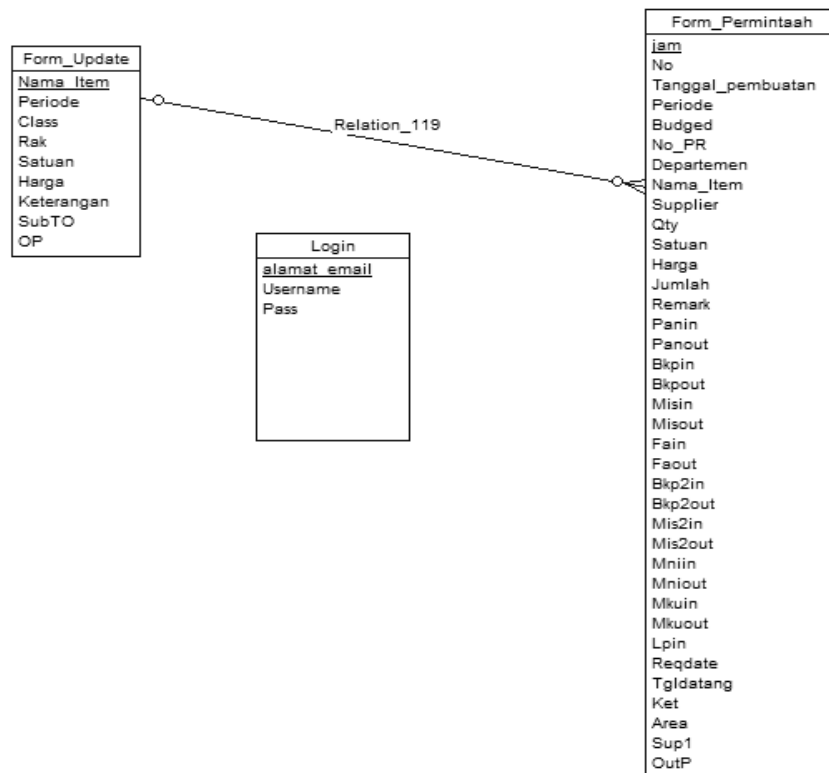 Form_Update
Nama_Item
Periode
Class
Rak
Satuan
Harga
Keterangan
SubTO
OP
Relation_119
Login
alamat_email
Username
Pass
Form_Permintaah
jam
No
Tanggal_pembuatan
Periode
Budged
No_PR
Departemen
Nama_Item
Supplier
Qty
Satuan
Harga
Jumlah
Remark
Panin
Panout
Bkpin
Bkpout
Misin
Misout
Fain
Faout
Bkp2in
Bkp2out
Mis2in
Mis2out
Mniin
Mniout
Mkuin
Mkuout
Lpin
Reqdate
Tgldatang
Ket
Area
Sup1
OutP